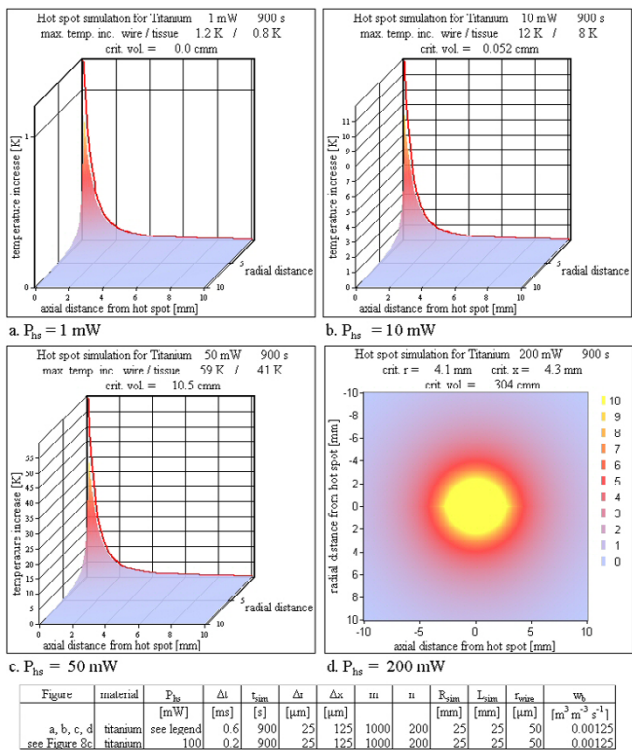 Hot spot simulation for Titanium 1 mW 900 s
max. temp. inc. wire / tissue 1.2 K / 0.8 K
crit. vol. = 0.0 cmm
temperature increase [K]
1
0
0 2 4 6 8 10
5
10
radial distance
axial distance from hot spot [mm]
a. Phs = 1 mW
Hot spot simulation for Titanium 10 mW 900 s
max. temp. inc. wire / tissue 12 K / 8 K
crit. vol. = 0.052 cmm
temperature increase [K]
11
10
9
8
7
6
5
4
3
2
1
0
0 2 4 6 8 10
5
10
radial distance
axial distance from hot spot [mm]
b. Phs = 10 mW
Hot spot simulation for Titanium 50 mW 900 s
max. temp. inc. wire / tissue 59 K / 41 K
crit. vol. = 10.5 cmm
temperature increase [K]
55
50
45
40
35
30
25
20
15
10
5
0
0 2 4 6 8 10
5
10
radial distance
axial distance from hot spot [mm]
c. Phs = 50 mW
Hot spot simulation for Titanium 200 mW 900 s
crit. r = 4.1 mm crit. x = 4.3 mm
crit. vol. = 304 cmm
radial distance from hot spot [mm]
-10
-8
-6
-4
-2
0
2
4
6
8
10
-10 -5 0 5 10
axial distance from hot spot [mm]
10
9
8
7
6
5
4
3
2
1
0
d. Phs = 200 mW
Figure material Phs Δt tsim Δr Δx m n Rsim Lsim rwire wb
[mW] [ms] [s] [μm] [μm] [mm] [mm] [μm] [m³ m⁻³ s⁻¹]
a, b, c, d titanium see legend 0.6 900 25 125 1000 200 25 25 50 0.00125
see Figure 8c titanium 100 0.2 900 25 125 1000 200 25 25 50 0.00125